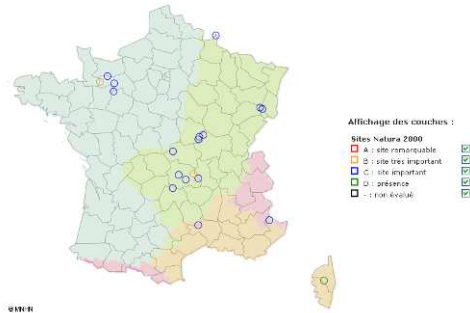 Affichage des couches :
Sites Natura 2000
A : site remarquable
B : site très important
C : site important
D : présence
- : non évalué
©MNHN